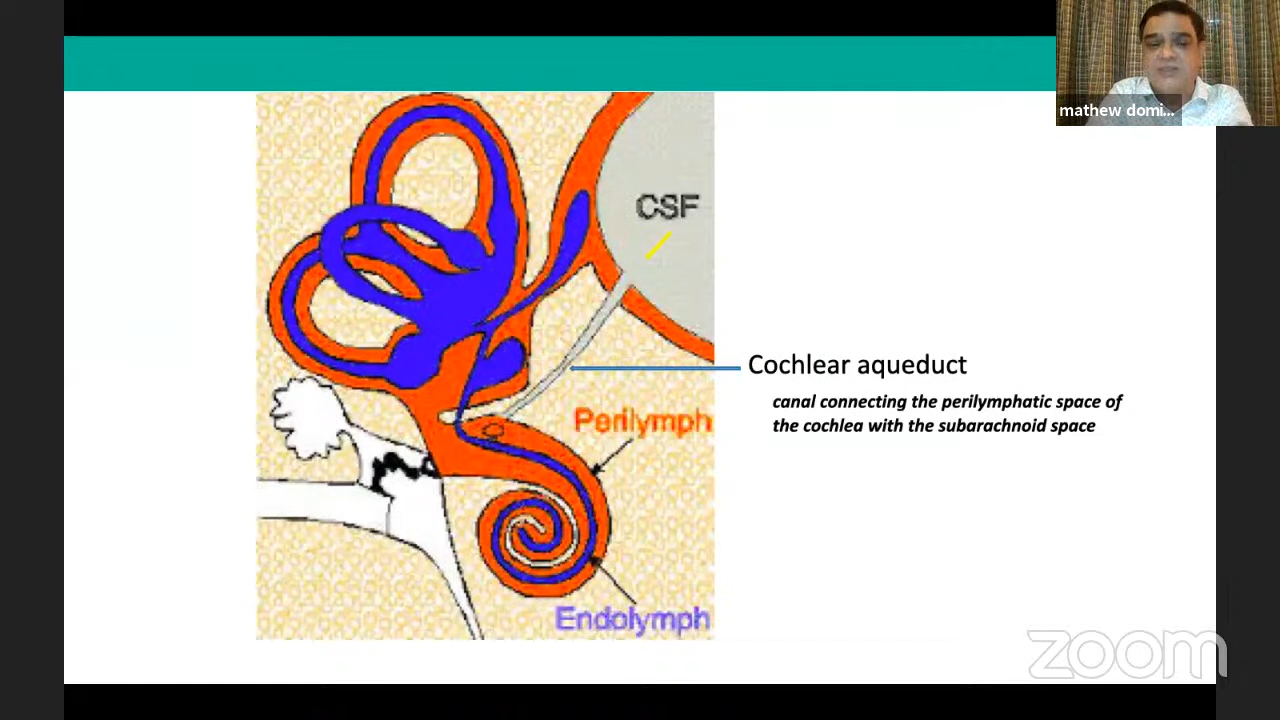 mathew domi...
CSF
Cochlear aqueduct
canal connecting the perilymphatic space of
the cochlea with the subarachnoid space
Perilymph
Endolymph
zoom